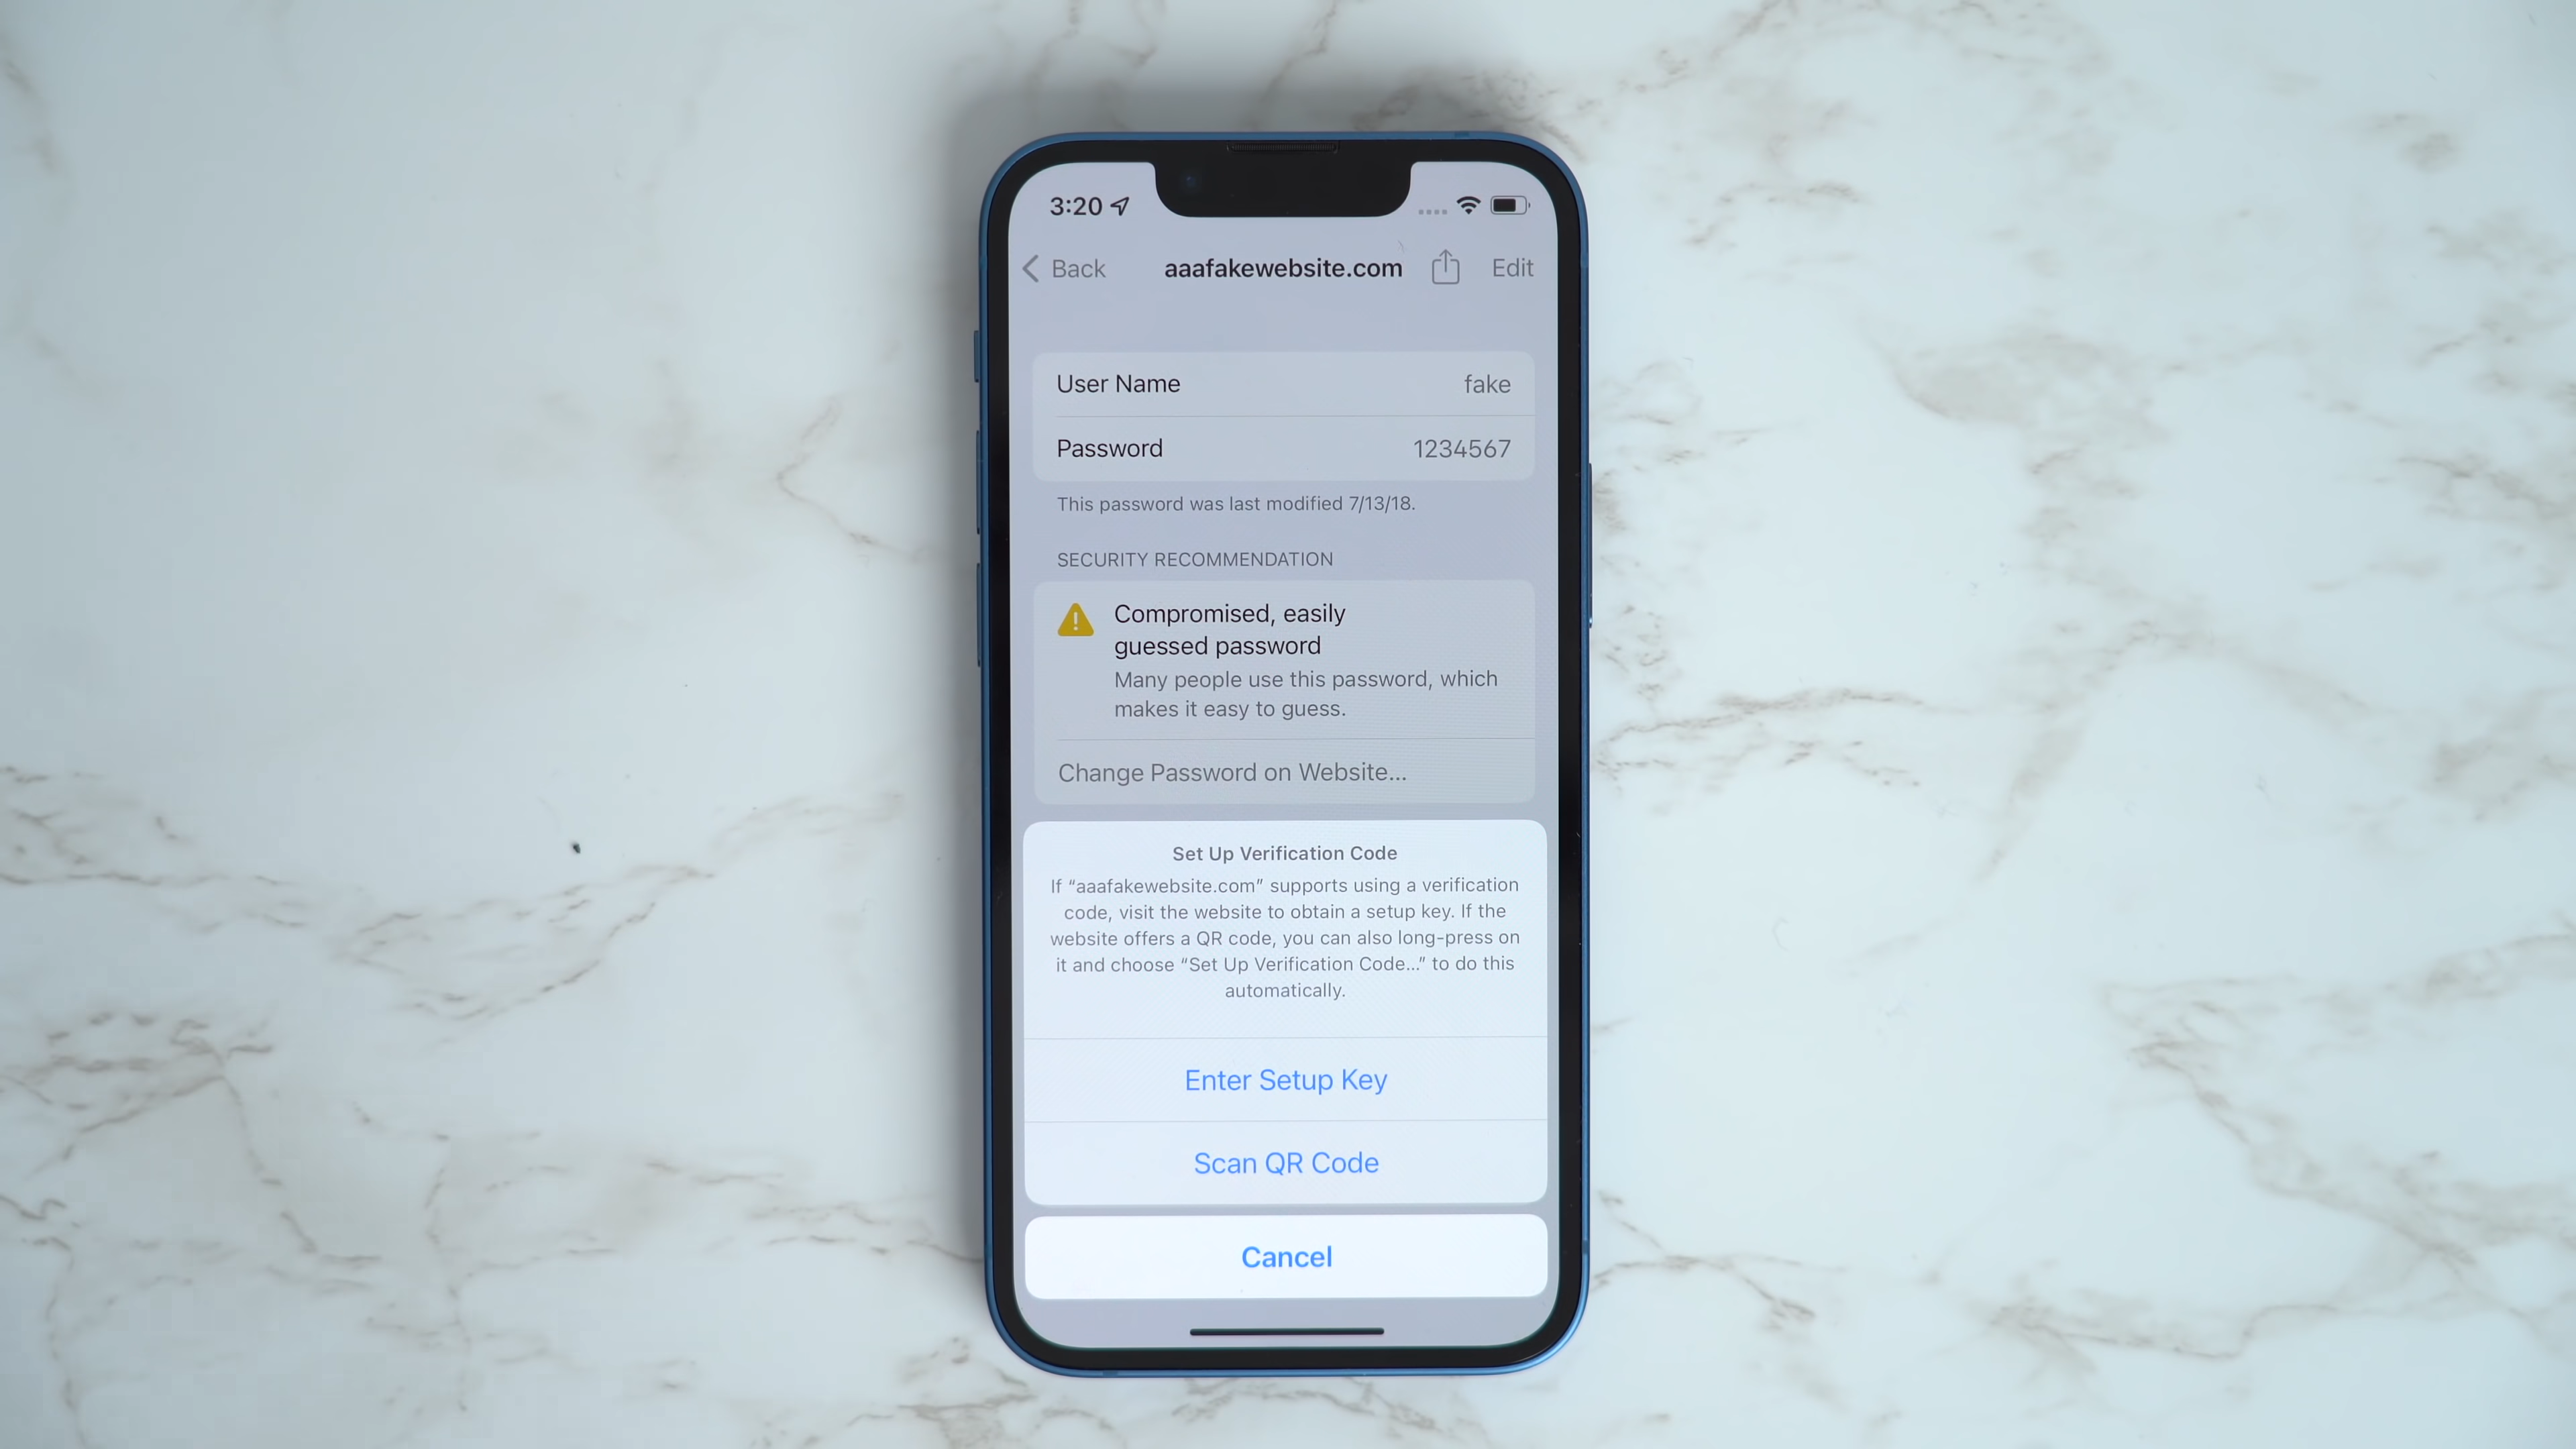 3:20
Back
aaafakewebsite.com
Edit
User Name
fake
Password
1234567
This password was last modified 7/13/18.
SECURITY RECOMMENDATION
Compromised, easily
guessed password
Many people use this password, which
makes it easy to guess.
Change Password on Website...
Set Up Verification Code
If “aaafakewebsite.com” supports using a verification
code, visit the website to obtain a setup key. If the
website offers a QR code, you can also long-press on
it and choose “Set Up Verification Code...” to do this
automatically.
Enter Setup Key
Scan QR Code
Cancel